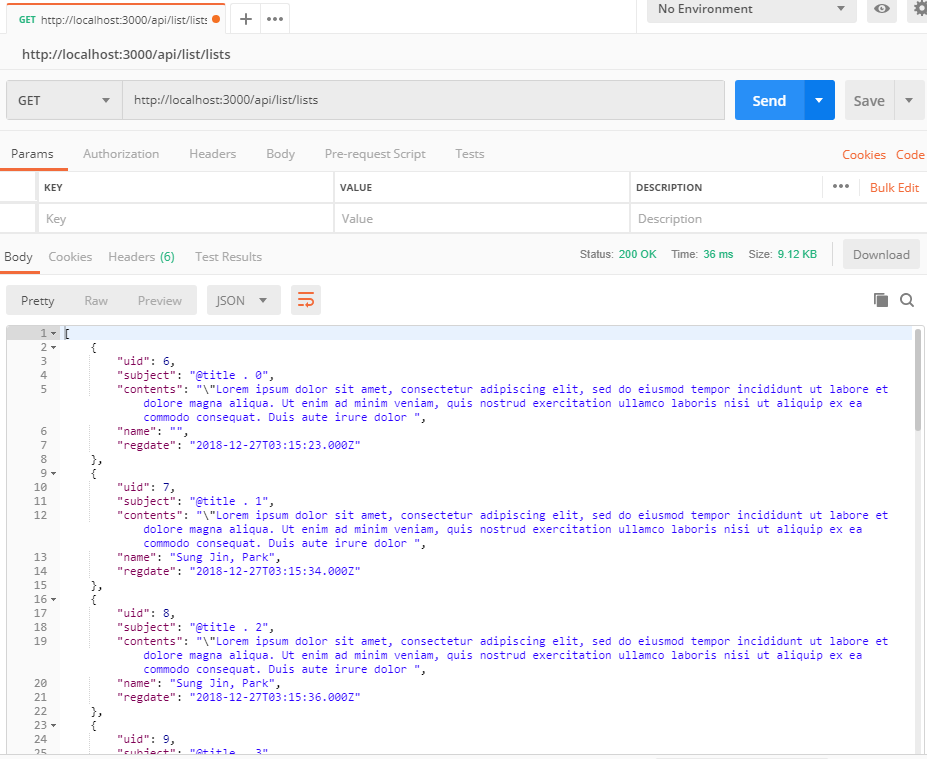 GET http://localhost:3000/api/list/lists
No Environment
http://localhost:3000/api/list/lists
GET http://localhost:3000/api/list/lists Send Save
Params Authorization Headers Body Pre-request Script Tests Cookies Code
KEY VALUE DESCRIPTION Bulk Edit
Key Value Description
Body Cookies Headers (6) Test Results Status: 200 OK Time: 36 ms Size: 9.12 KB Download
Pretty Raw Preview JSON
1 [
2 {
3 "uid": 6,
4 "subject": "@title . 0",
5 "contents": "\"Lorem ipsum dolor sit amet, consectetur adipiscing elit, sed do eiusmod tempor incididunt ut labore et
dolore magna aliqua. Ut enim ad minim veniam, quis nostrud exercitation ullamco laboris nisi ut aliquip ex ea
commodo consequat. Duis aute irure dolor ",
6 "name": "",
7 "regdate": "2018-12-27T03:15:23.000Z"
8 },
9 {
10 "uid": 7,
11 "subject": "@title . 1",
12 "contents": "\"Lorem ipsum dolor sit amet, consectetur adipiscing elit, sed do eiusmod tempor incididunt ut labore et
dolore magna aliqua. Ut enim ad minim veniam, quis nostrud exercitation ullamco laboris nisi ut aliquip ex ea
commodo consequat. Duis aute irure dolor ",
13 "name": "Sung Jin, Park",
14 "regdate": "2018-12-27T03:15:34.000Z"
15 },
16 {
17 "uid": 8,
18 "subject": "@title . 2",
19 "contents": "\"Lorem ipsum dolor sit amet, consectetur adipiscing elit, sed do eiusmod tempor incididunt ut labore et
dolore magna aliqua. Ut enim ad minim veniam, quis nostrud exercitation ullamco laboris nisi ut aliquip ex ea
commodo consequat. Duis aute irure dolor ",
20 "name": "Sung Jin, Park",
21 "regdate": "2018-12-27T03:15:36.000Z"
22 },
23 {
24 "uid": 9,
25 "subject": "@title . 3"